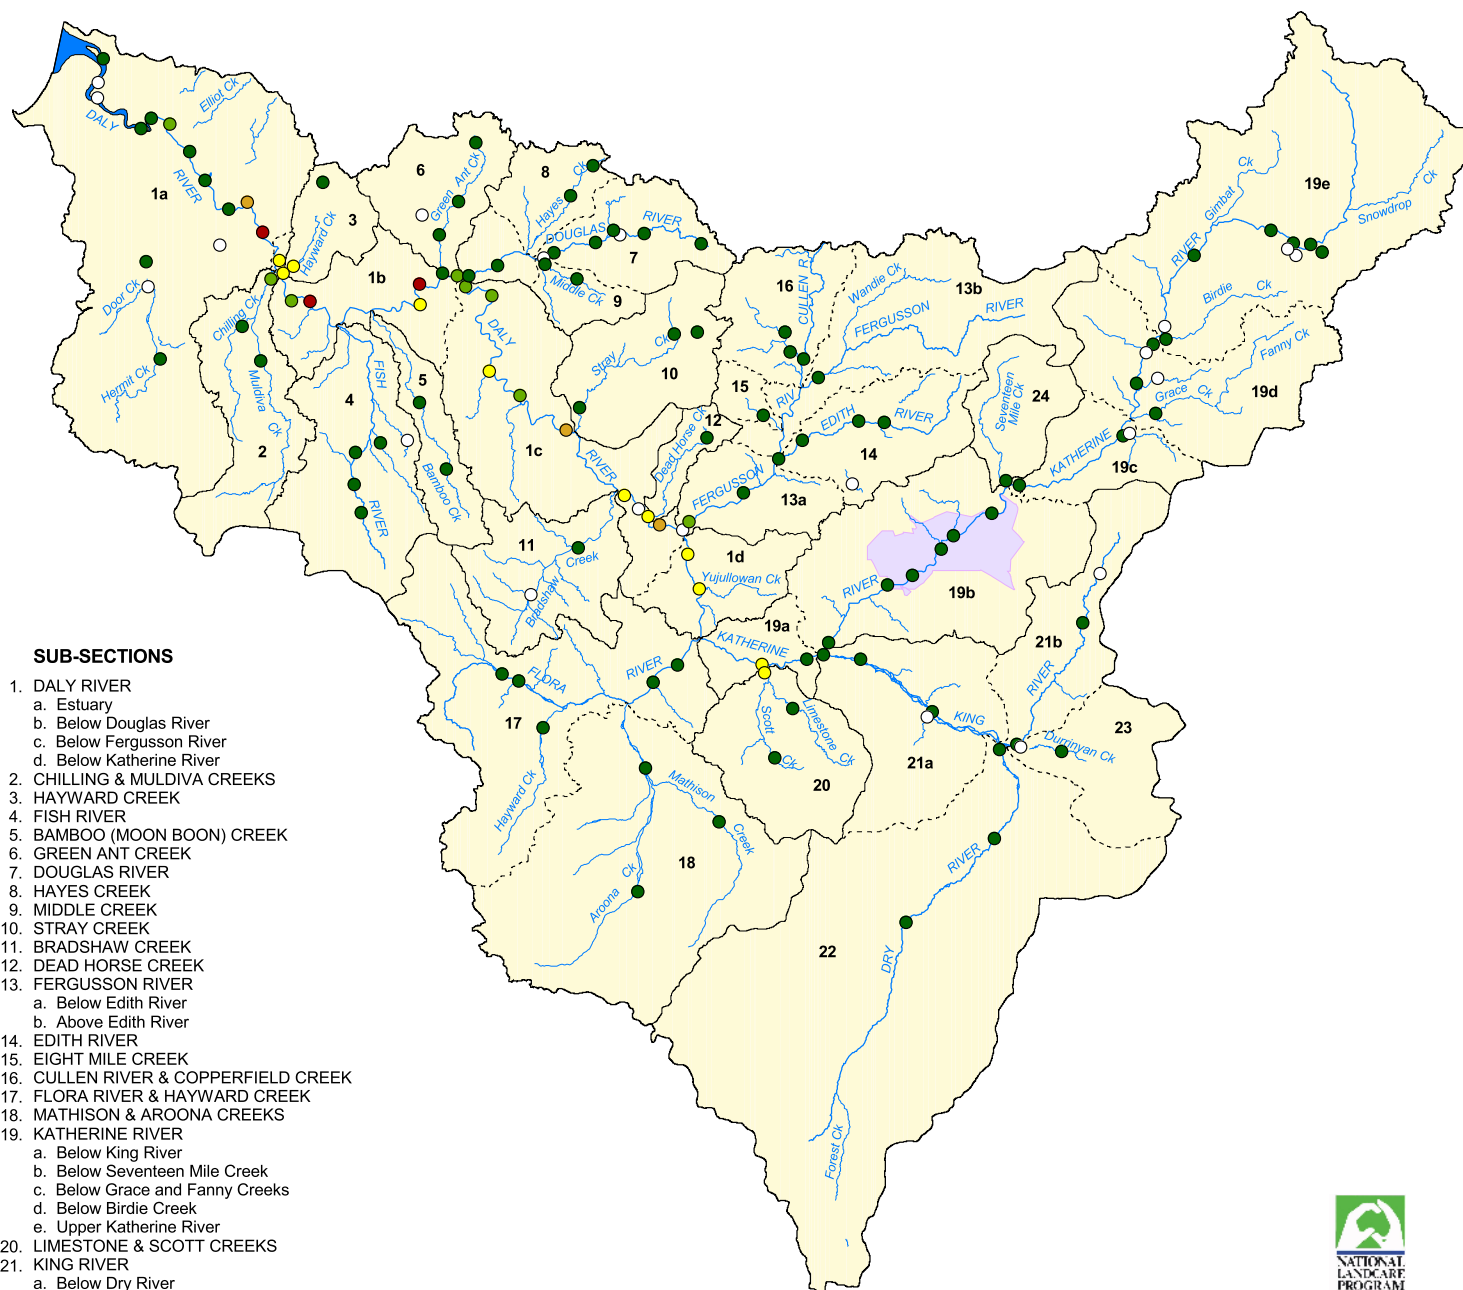 Elliot Ck
DALY
RIVER
1a
Door Ck
Hermit Ck
Chilling Ck
Muldiva
Ck
2
3
Hayward Ck
1b
6
Green Ant Ck
8
Hayes Ck
DOUGLAS RIVER
7
Middle Ck
9
4
FISH
RIVER
5
Bamboo Ck
DALY
RIVER
1c
Stray Ck
10
16
CULLEN R
Wandie Ck
13b
FERGUSSON RIVER
15
RIV
12
Dead Horse Ck
EDITH RIVER
14
FERGUSSON
13a
24
Seventeen
Mile Ck
19e
Gimbat Ck
RIVER
Snowdrop Ck
Birdie Ck
Fanny Ck
Grace Ck
19d
KATHERINE
19c
11
Bradshaw Creek
1d
Yujullowan Ck
RIVER
19b
19a
KATHERINE
21b
RIVER
FLORA RIVER
17
Hayward Ck
Scott Ck
Limestone Ck
20
KING
21a
Durrinyan Ck
23
Mathison Creek
18
Aroona Ck
RIVER
DRY
22
Forest Ck
SUB-SECTIONS
1. DALY RIVER
a. Estuary
b. Below Douglas River
c. Below Fergusson River
d. Below Katherine River
2. CHILLING & MULDIVA CREEKS
3. HAYWARD CREEK
4. FISH RIVER
5. BAMBOO (MOON BOON) CREEK
6. GREEN ANT CREEK
7. DOUGLAS RIVER
8. HAYES CREEK
9. MIDDLE CREEK
10. STRAY CREEK
11. BRADSHAW CREEK
12. DEAD HORSE CREEK
13. FERGUSSON RIVER
a. Below Edith River
b. Above Edith River
14. EDITH RIVER
15. EIGHT MILE CREEK
16. CULLEN RIVER & COPPERFIELD CREEK
17. FLORA RIVER & HAYWARD CREEK
18. MATHISON & AROONA CREEKS
19. KATHERINE RIVER
a. Below King River
b. Below Seventeen Mile Creek
c. Below Grace and Fanny Creeks
d. Below Birdie Creek
e. Upper Katherine River
20. LIMESTONE & SCOTT CREEKS
21. KING RIVER
a. Below Dry River
NATIONAL
LANDCARE
PROGRAM